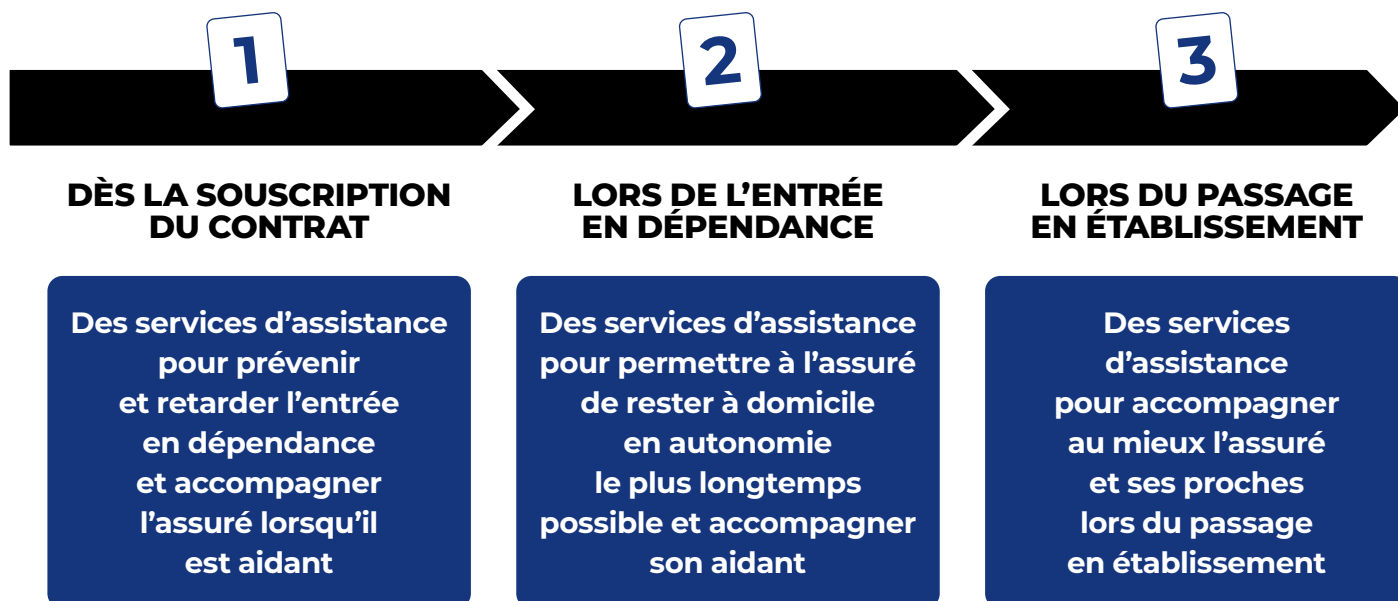 1
2
3
DÈS LA SOUSCRIPTION
DU CONTRAT
LORS DE L’ENTRÉE
EN DÉPENDANCE
LORS DU PASSAGE
EN ÉTABLISSEMENT
Des services d’assistance
pour prévenir
et retarder l’entrée
en dépendance
et accompagner
l’assuré lorsqu’il
est aidant
Des services d’assistance
pour permettre à l’assuré
de rester à domicile
en autonomie
le plus longtemps
possible et accompagner
son aidant
Des services
d’assistance
pour accompagner
au mieux l’assuré
et ses proches
lors du passage
en établissement